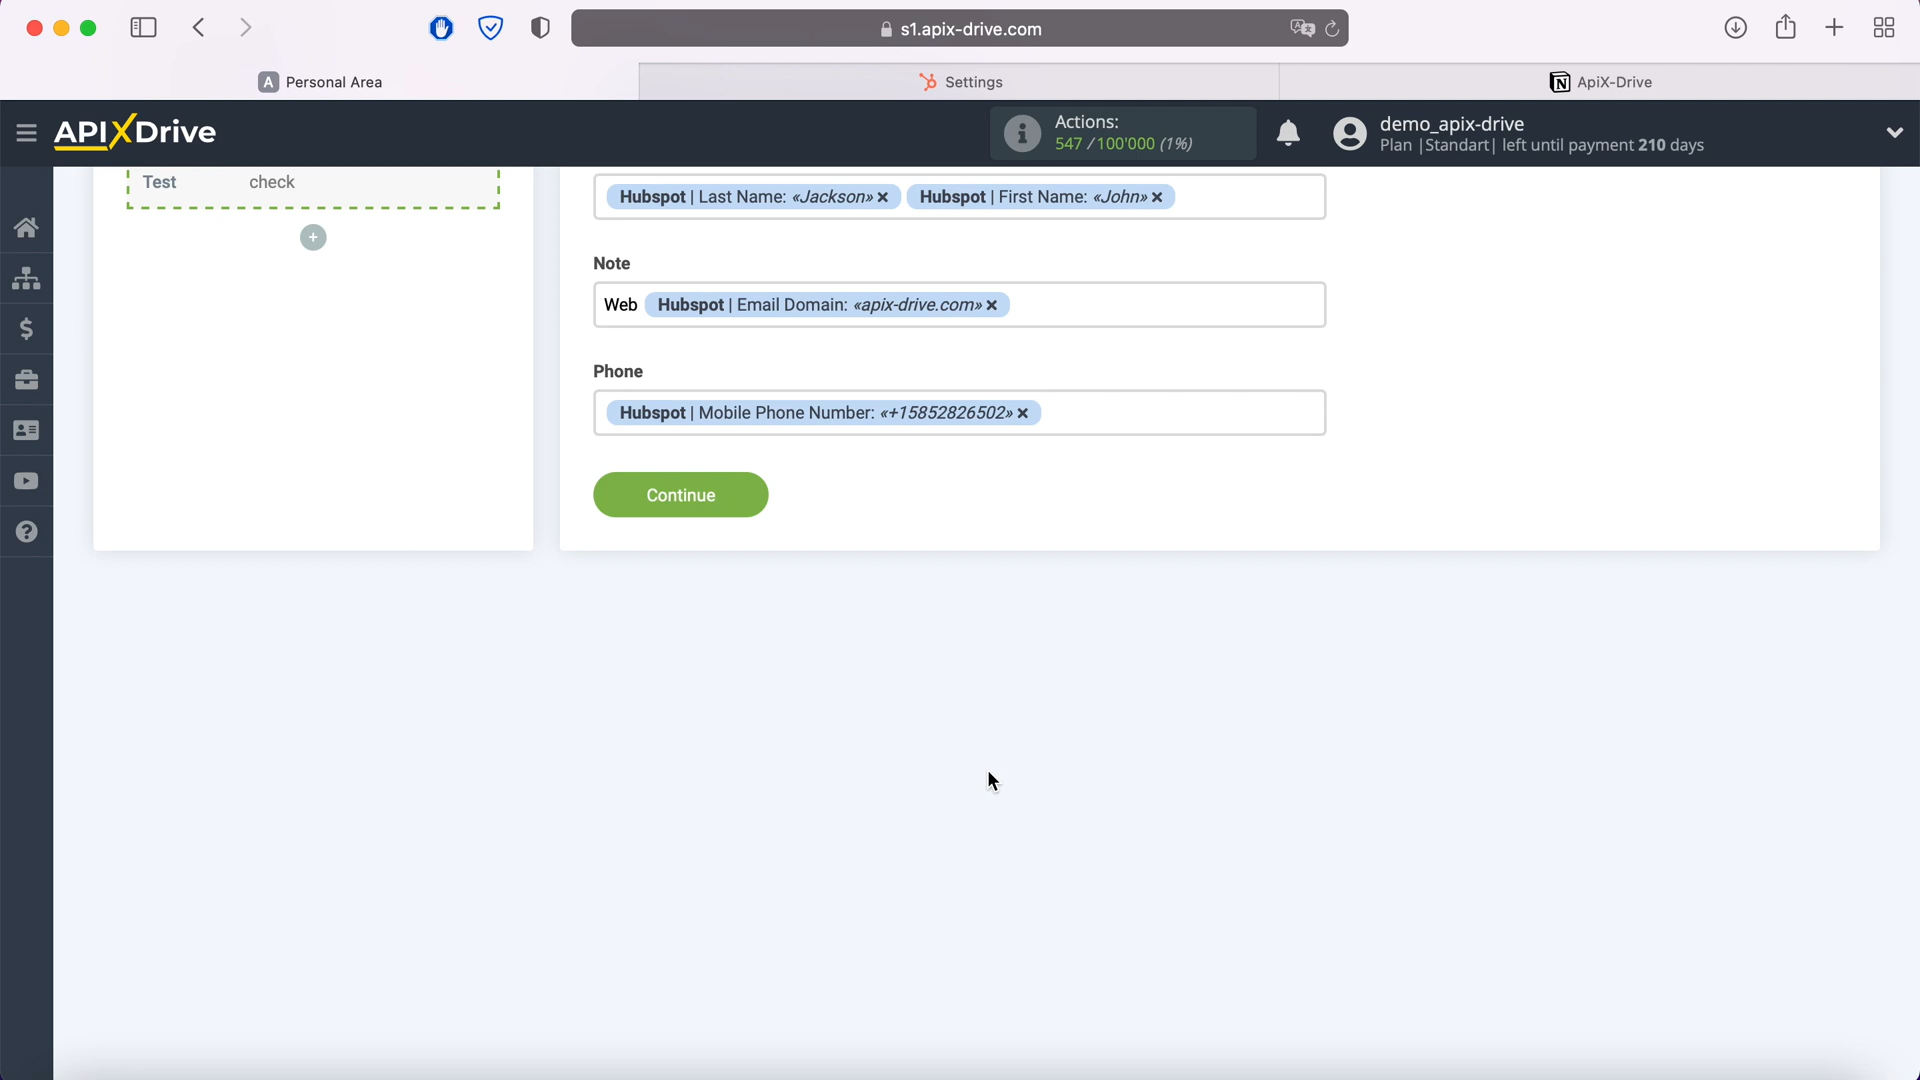 s1.apix-drive.com
A Personal Area
Settings
ApiX-Drive
APIXDrive
Actions:
547 / 100'000 (1%)
demo_apix-drive
Plan |Standart| left until payment 210 days
Test check
Hubspot | Last Name: «Jackson» × Hubspot | First Name: «John» ×
Note
Web Hubspot | Email Domain: «apix-drive.com» ×
Phone
Hubspot | Mobile Phone Number: «+15852826502» ×
Continue